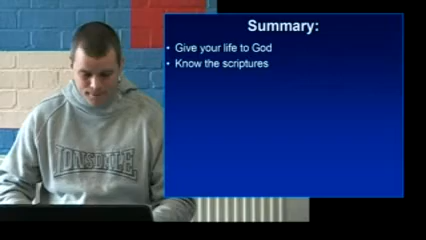 Summary:
• Give your life to God
• Know the scriptures
LONSDALE